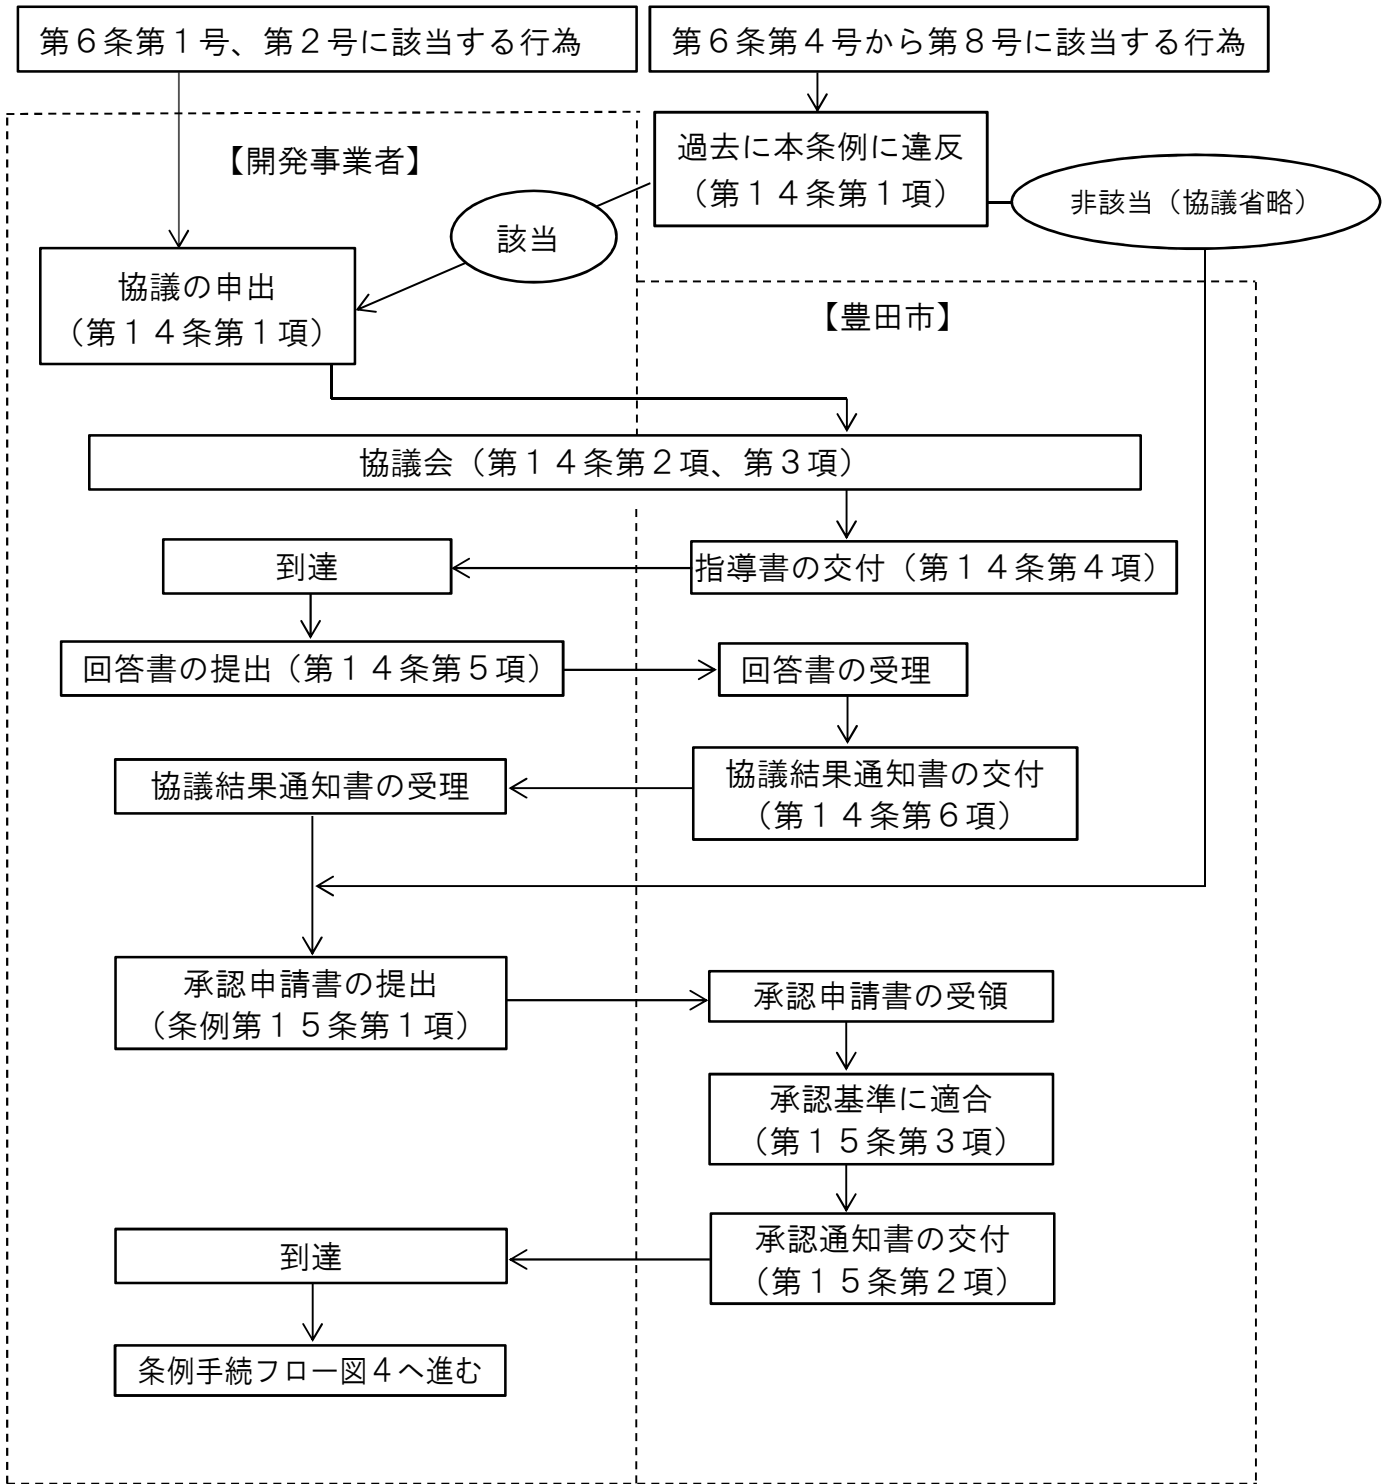 第６条第１号、第２号に該当する行為
第６条第４号から第８号に該当する行為
過去に本条例に違反
（第１４条第１項）
【開発事業者】
非該当（協議省略）
該当
協議の申出
（第１４条第１項）
【豊田市】
協議会（第１４条第２項、第３項）
到達
指導書の交付（第１４条第４項）
回答書の提出（第１４条第５項）
回答書の受理
協議結果通知書の受理
協議結果通知書の交付
（第１４条第６項）
承認申請書の提出
（条例第１５条第１項）
承認申請書の受領
承認基準に適合
（第１５条第３項）
到達
承認通知書の交付
（第１５条第２項）
条例手続フロー図４へ進む